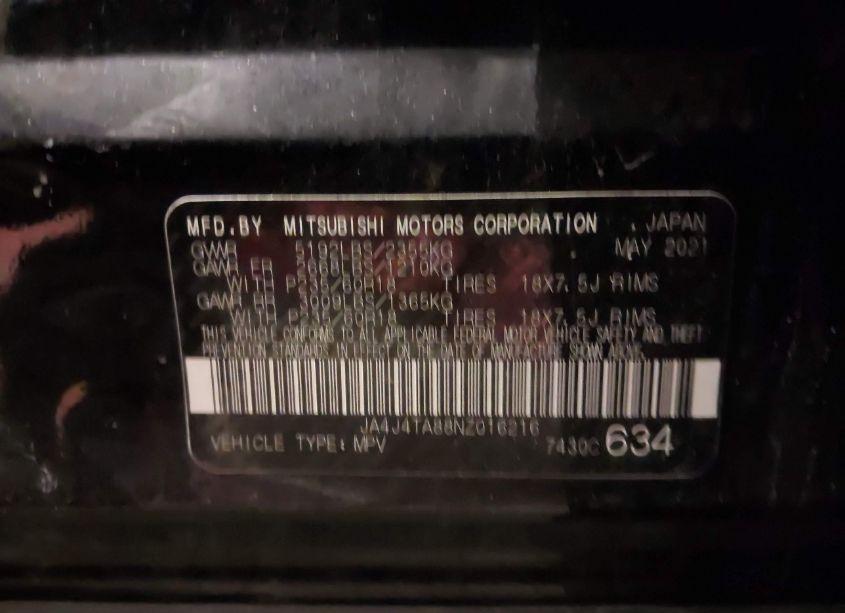 MFD.BY MITSUBISHI MOTORS CORPORATION . JAPAN
GVWR 5192LBS/2355KG MAY 2021
GAWR FR 2668LBS/1210KG
WITH P235/60R18 TIRES 18X7.5J RIMS
GAWR RR 3009LBS/1365KG
WITH P235/60R18 TIRES 18X7.5J RIMS
THIS VEHICLE CONFORMS TO ALL APPLICABLE FEDERAL MOTOR VEHICLE SAFETY AND THEFT
PREVENTION STANDARDS IN EFFECT ON THE DATE OF MANUFACTURE SHOWN ABOVE.
JA4J4TA88NZ016216
VEHICLE TYPE: MPV 7430C 634